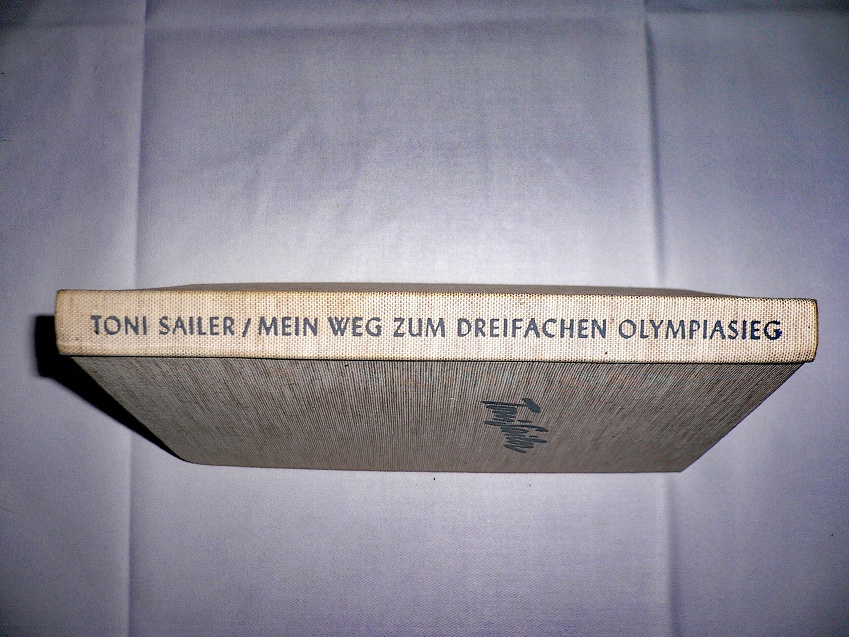 TONI SAILER / MEIN WEG ZUM DREIFACHEN OLYMPIASIEG